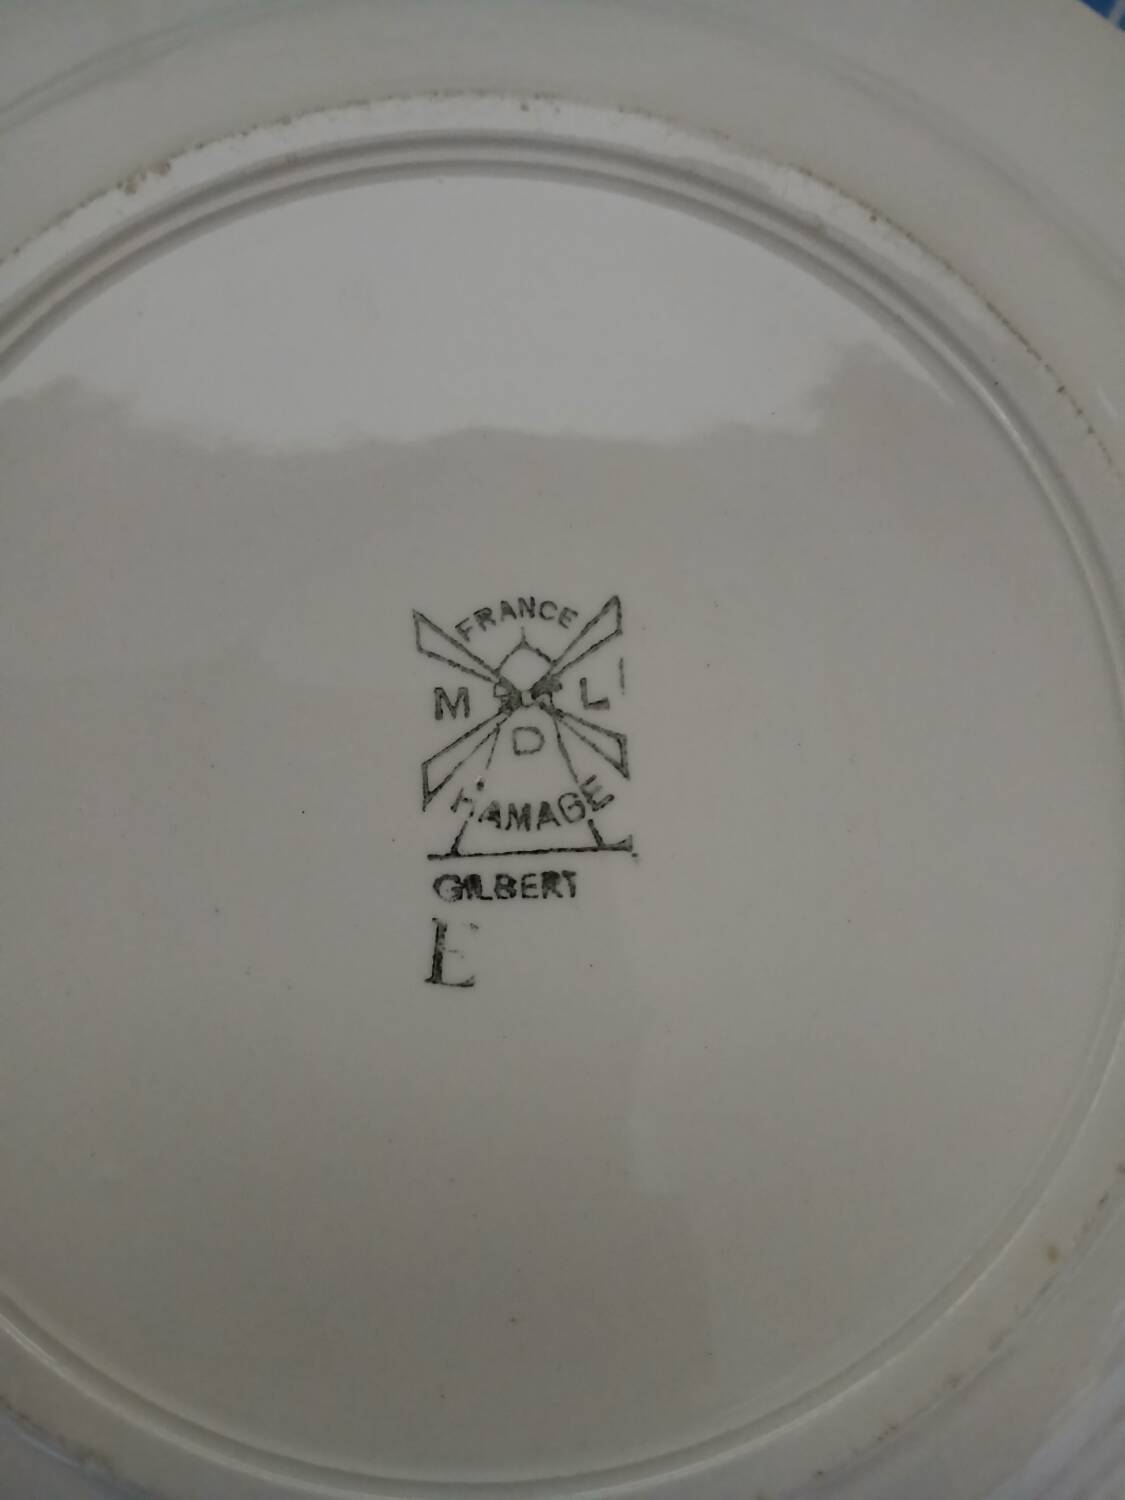 FRANCE
M L
D
HAMAGE
GILBERT
E